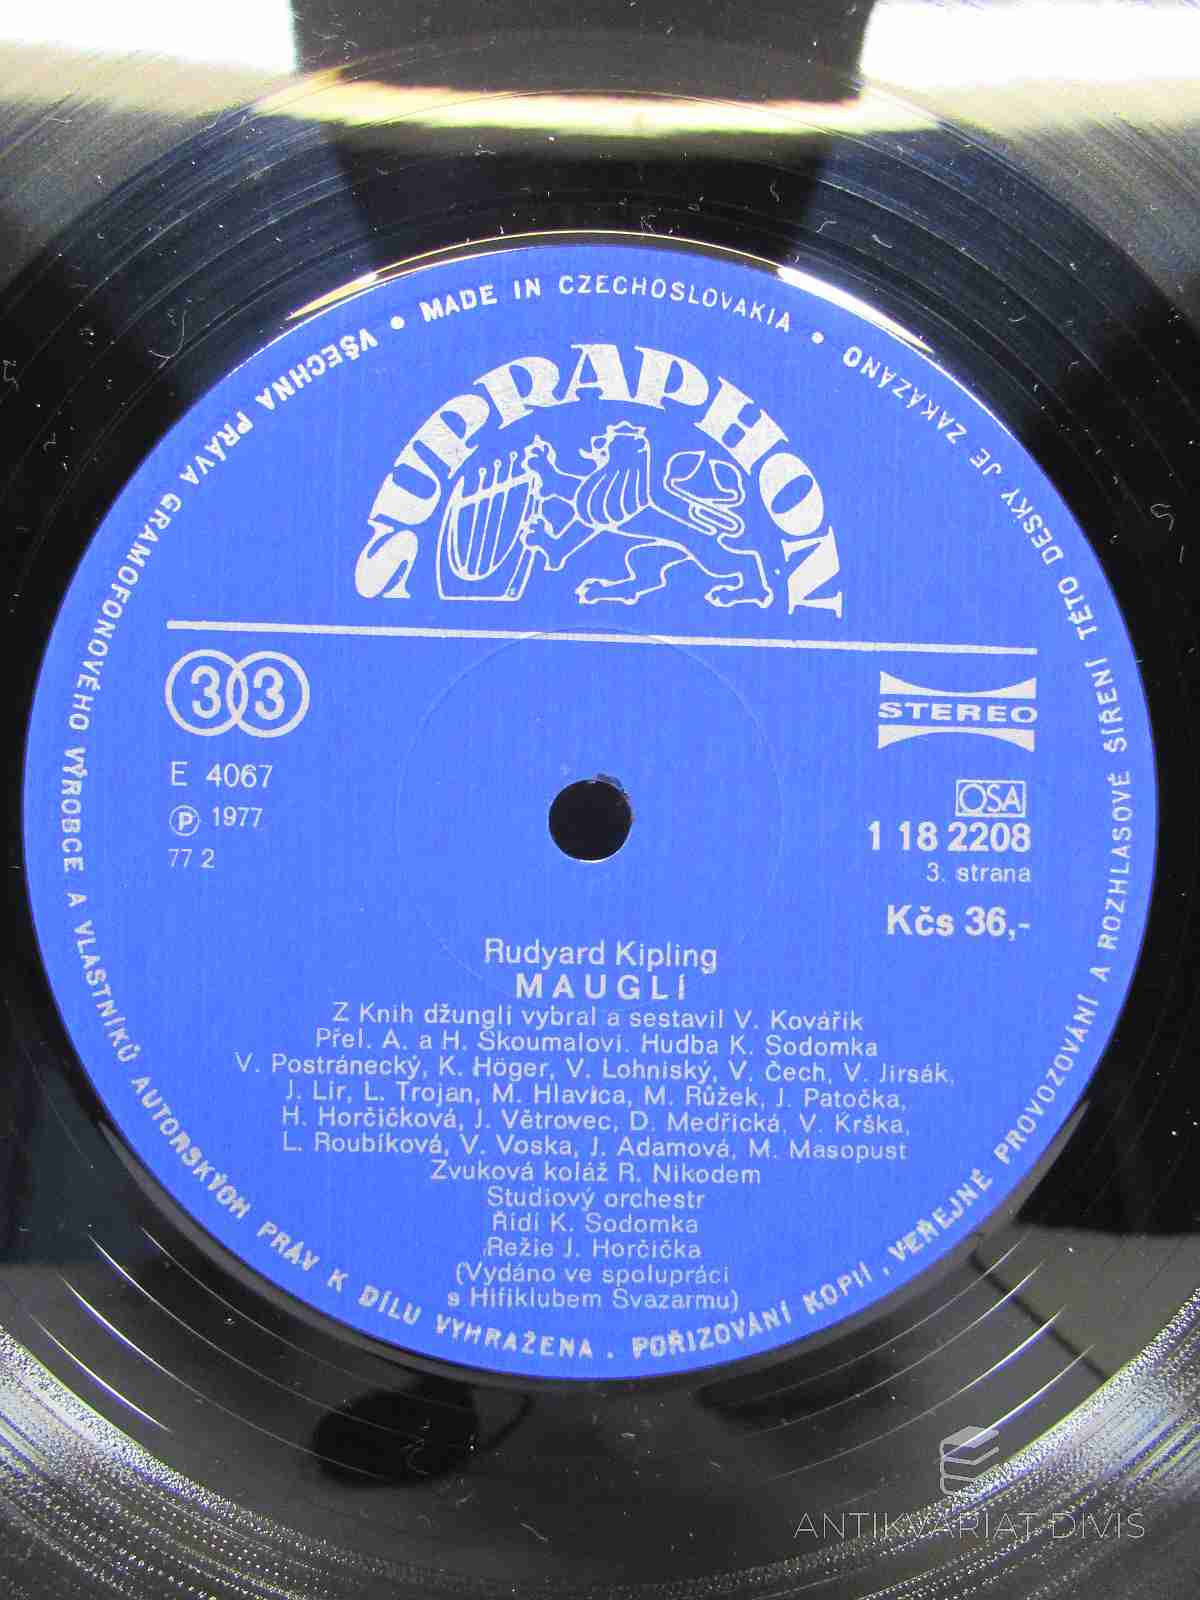 VŠECHNA PRÁVA GRAMOFONOVÉHO VÝROBCE A VLASTNÍKŮ AUTORSKÝCH PRÁV K DÍLU VYHRAŽENA . POŘIZOVÁNÍ KOPIÍ , VEŘEJNÉ PROVOZOVÁNÍ A ROZHLASOVÉ ŠÍŘENÍ TÉTO DESKY JE ZAKÁZÁNO
• MADE IN CZECHOSLOVAKIA •
SUPRAPHON
33
STEREO
E 4067
Ⓟ 1977
77 2
OSA
1 18 2208
3. strana
Kčs 36,-
Rudyard Kipling
MAUGLÍ
Z Knih džunglí vybral a sestavil V. Kovářík
Přel. A. a H. Skoumalovi. Hudba K. Sodomka
V. Postránecký, K. Höger, V. Lohniský, V. Čech, V. Jirsák,
J. Lír, L. Trojan, M. Hlavica, M. Růžek, J. Patočka,
H. Horčičková, J. Větrovec, D. Medřická, V. Krška,
L. Roubíková, V. Voska, J. Adamová, M. Masopust
Zvuková koláž R. Nikodem
Studiový orchestr
Řídí K. Sodomka
Režie J. Horčička
(Vydáno ve spolupráci
s Hifiklubem Svazarmu)
ANTIKVARIAT DIVIŠ